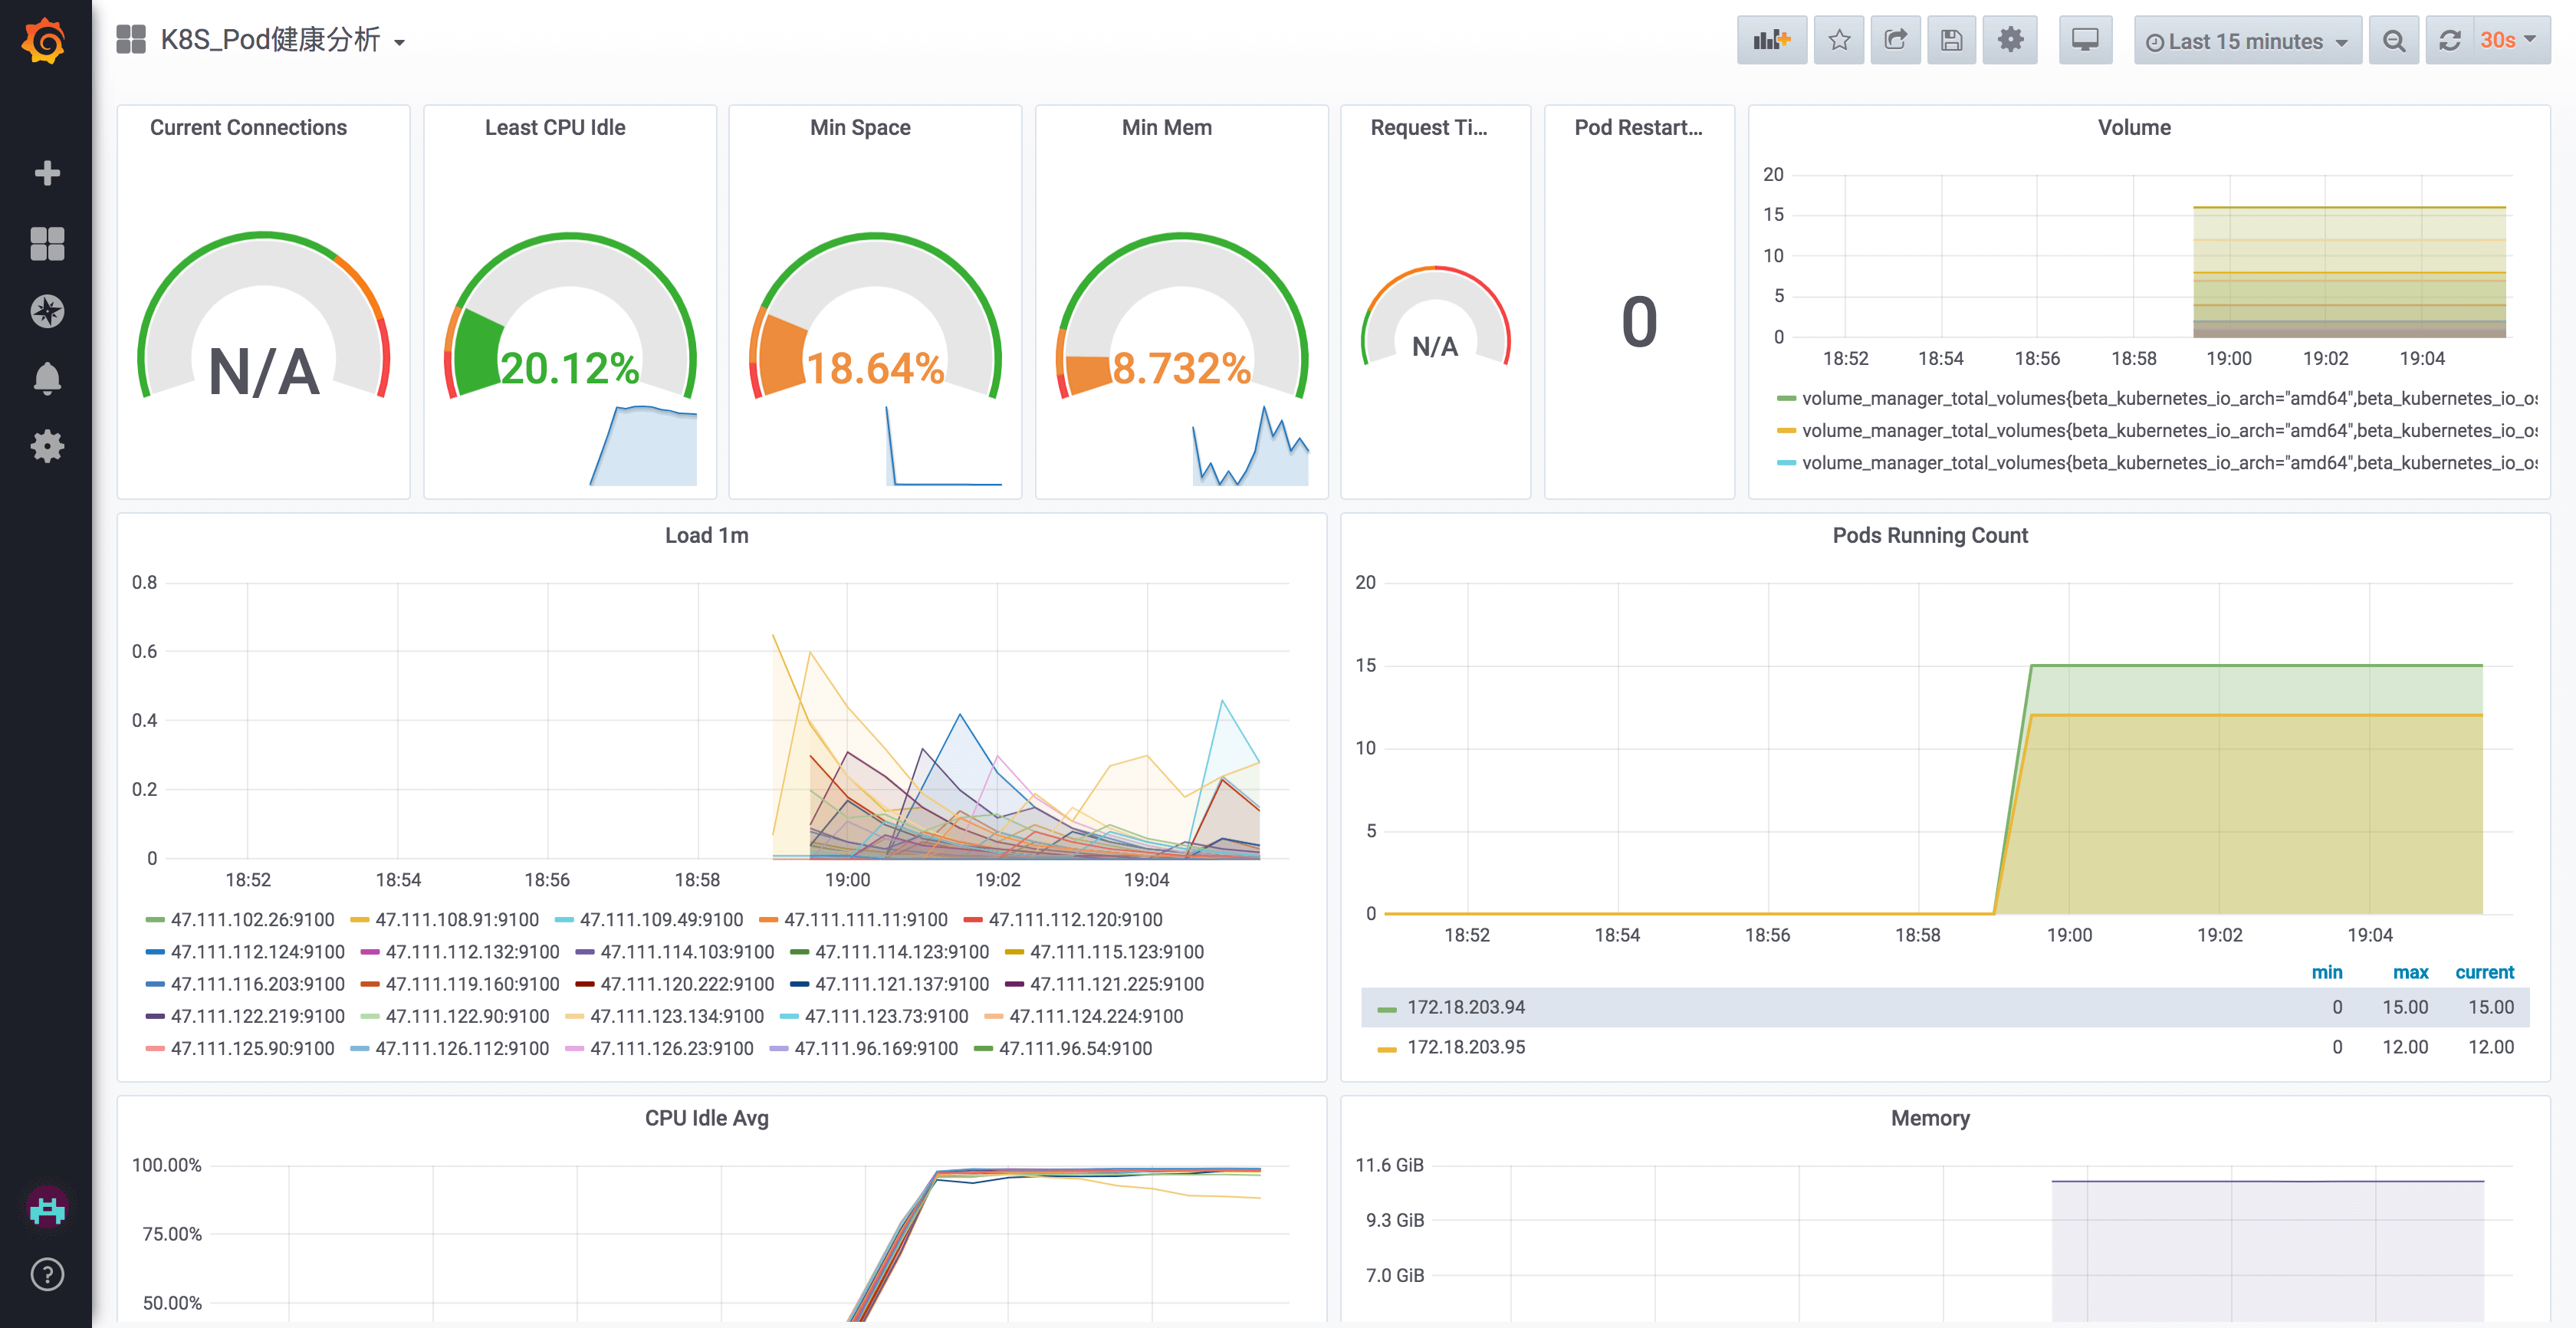 K8S_Pod健康分析
Last 15 minutes
30s
Current Connections
N/A
Least CPU Idle
20.12%
Min Space
18.64%
Min Mem
8.732%
Request Ti...
N/A
Pod Restart...
0
Volume
20
15
10
5
0
18:52 18:54 18:56 18:58 19:00 19:02 19:04
volume_manager_total_volumes{beta_kubernetes_io_arch="amd64",beta_kubernetes_io_os
volume_manager_total_volumes{beta_kubernetes_io_arch="amd64",beta_kubernetes_io_os
volume_manager_total_volumes{beta_kubernetes_io_arch="amd64",beta_kubernetes_io_os
Load 1m
0.8
0.6
0.4
0.2
0
18:52 18:54 18:56 18:58 19:00 19:02 19:04
47.111.102.26:9100 47.111.108.91:9100 47.111.109.49:9100 47.111.111.11:9100 47.111.112.120:9100
47.111.112.124:9100 47.111.112.132:9100 47.111.114.103:9100 47.111.114.123:9100 47.111.115.123:9100
47.111.116.203:9100 47.111.119.160:9100 47.111.120.222:9100 47.111.121.137:9100 47.111.121.225:9100
47.111.122.219:9100 47.111.122.90:9100 47.111.123.134:9100 47.111.123.73:9100 47.111.124.224:9100
47.111.125.90:9100 47.111.126.112:9100 47.111.126.23:9100 47.111.96.169:9100 47.111.96.54:9100
Pods Running Count
20
15
10
5
0
18:52 18:54 18:56 18:58 19:00 19:02 19:04
min max current
172.18.203.94 0 15.00 15.00
172.18.203.95 0 12.00 12.00
CPU Idle Avg
100.00%
75.00%
50.00%
Memory
11.6 GiB
9.3 GiB
7.0 GiB